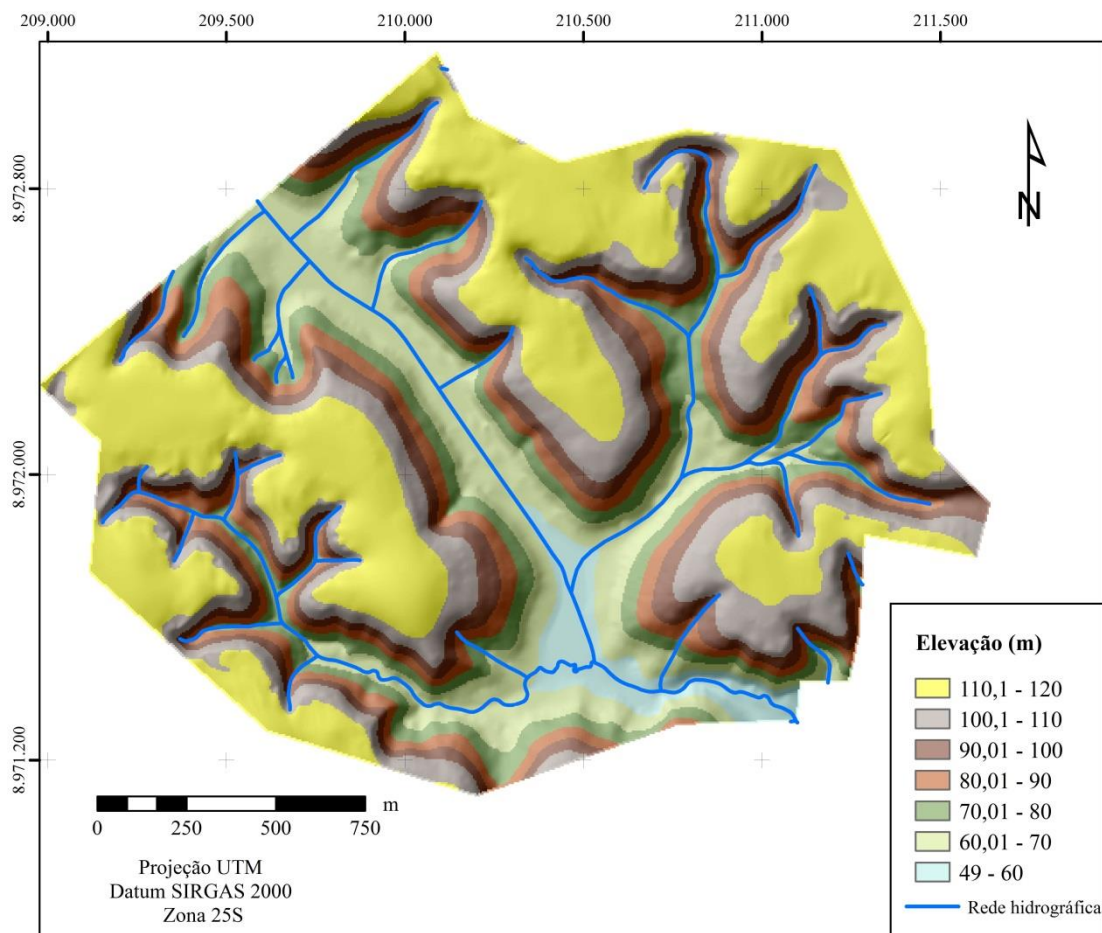 209.000 209.500 210.000 210.500 211.000 211.500
8.972.800
8.972.000
8.971.200
N
m
0 250 500 750
Projeção UTM
Datum SIRGAS 2000
Zona 25S
Elevação (m)
110,1 - 120
100,1 - 110
90,01 - 100
80,01 - 90
70,01 - 80
60,01 - 70
49 - 60
Rede hidrográfica